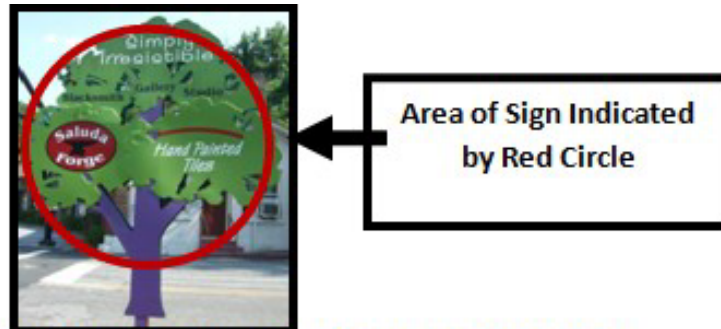 Simply
Irresistible
Blacksmith Gallery Studio
Saluda
Forge
Hand Painted
Tiles
Area of Sign Indicated
by Red Circle